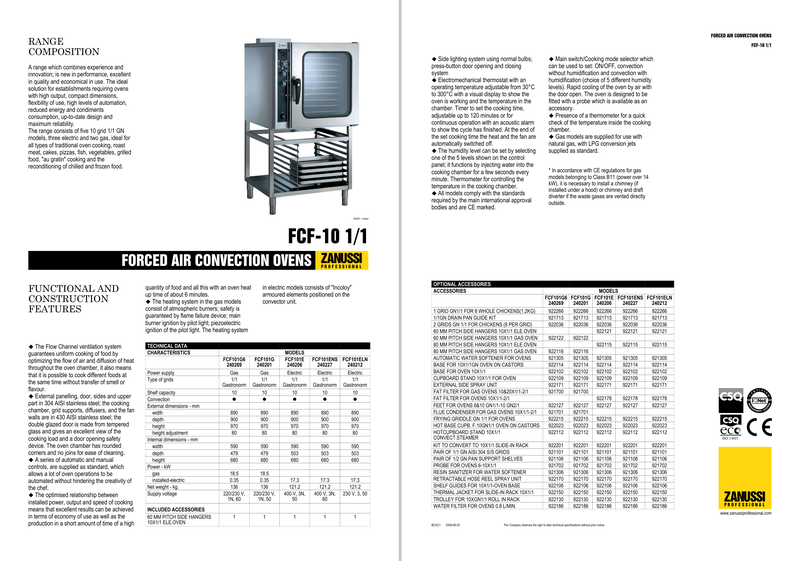 RANGE
COMPOSITION
A range which combines experience and
innovation; is new in performance, excellent
in quality and economical in use. The ideal
solution for establishments requiring ovens
with high output, compact dimensions,
flexibility of use, high levels of automation,
reduced energy and condiments
consumption, up-to-date design and
maximum reliability.
The range consists of five 10 grid 1/1 GN
models, three electric and two gas, ideal for
all types of traditional oven cooking, roast
meat, cakes, pizzas, fish, vegetables, grilled
food, "au gratin" cooking and the
reconditioning of chilled and frozen food.
FCF-10 1/1
FORCED AIR CONVECTION OVENS
ZANUSSI
PROFESSIONAL
FUNCTIONAL AND
CONSTRUCTION
FEATURES
◆ The Flow Channel ventilation system
guarantees uniform cooking of food by
optimizing the flow of air and diffusion of heat
throughout the oven chamber, it also means
that it is possible to cook different foods at
the same time without transfer of smell or
flavour.
◆ External panelling, door, sides and upper
part in 304 AISI stainless steel; the cooking
chamber, grid supports, diffusers, and the fan
walls are in 430 AISI stainless steel; the
double glazed door is made from tempered
glass and gives an excellent view of the
cooking load and a door opening safety
device. The oven chamber has rounded
corners and no joins for ease of cleaning.
◆ A series of automatic and manual
controls, are supplied as standard, which
allows a lot of oven operations to be
automated without hindering the creativity of
the chef.
◆ The optimised relationship between
installed power, output and speed of cooking
means that excellent results can be achieved
in terms of economy of use as well as the
production in a short amount of time of a high
quantity of food and all this with an oven heat
up time of about 6 minutes.
◆ The heating system in the gas models
consist of atmospheric burners; safety is
guaranteed by flame failure device; main
burner ignition by pilot light; piezoelectric
ignition of the pilot light. The heating system
in electric models consists of "Incoloy"
armoured elements positioned on the
convector unit.
TECHNICAL DATA
CHARACTERISTICS MODELS
FCF101G6 FCF101G FCF101E FCF101ENS FCF101ELN
240269 240201 240206 240227 240212
Power supply Gas Gas Electric Electric Electric
Type of grids 1/1 1/1 1/1 1/1 1/1
Gastronorm Gastronorm Gastronorm Gastronorm Gastronorm
Shelf capacity 10 10 10 10 10
Convection ◆ ◆ ◆ ◆ ◆
External dimensions - mm
width 890 890 890 890 890
depth 900 900 900 900 900
height 970 970 970 970 970
height adjustment 80 80 80 80 80
Internal dimensions - mm
width 590 590 590 590 590
depth 479 479 503 503 503
height 680 680 680 680 680
Power - kW
gas 18.5 18.5
installed-electric 0.35 0.35 17.3 17.3 17.3
Net weight - kg. 136 136 121.2 121.2 121.2
Supply voltage 220/230 V, 220/230 V, 400 V, 3N, 400 V, 3N, 230 V, 3, 50
1N, 60 1N, 50 50 60
INCLUDED ACCESSORIES
60 MM PITCH SIDE HANGERS 1 1 1 1 1
10X1/1 ELE.OVEN
FORCED AIR CONVECTION OVENS
FCF-10 1/1
◆ Side lighting system using normal bulbs;
press-button door opening and closing
system
◆ Electromechanical thermostat with an
operating temperature adjustable from 30°C
to 300°C with a visual display to show the
oven is working and the temperature in the
chamber. Timer to set the cooking time,
adjustable up to 120 minutes or for
continuous operation with an acoustic alarm
to show the cycle has finished. At the end of
the set cooking time the heat and the fan are
automatically switched off.
◆ The humidity level can be set by selecting
one of the 5 levels shown on the control
panel; it functions by injecting water into the
cooking chamber for a few seconds every
minute. Thermometer for controlling the
temperature in the cooking chamber.
◆ All models comply with the standards
required by the main international approval
bodies and are CE marked.
◆ Main switch/Cooking mode selector which
can be used to set: ON/OFF, convection
without humidification and convection with
humidification (choice of 5 different humidity
levels). Rapid cooling of the oven by air with
the door open. The oven is designed to be
fitted with a probe which is available as an
accessory.
◆ Presence of a thermometer for a quick
check of the temperature inside the cooking
chamber.
◆ Gas models are supplied for use with
natural gas, with LPG conversion jets
supplied as standard.
* In accordance with CE regulations for gas
models belonging to Class B11 (power over 14
kW), it is necessary to install a chimney (if
installed under a hood) or chimney and draft
diverter if the waste gases are vented directly
outside.
OPTIONAL ACCESSORIES
ACCESSORIES MODELS
FCF101G6 FCF101G FCF101E FCF101ENS FCF101ELN
240269 240201 240206 240227 240212
1 GRID GN1/1 FOR 8 WHOLE CHICKENS(1.2KG) 922266 922266 922266 922266 922266
1/1GN DRAIN PAN GUIDE KIT 921713 921713 921713 921713 921713
2 GRIDS GN 1/1 FOR CHICKENS (8 PER GRID) 922036 922036 922036 922036 922036
60 MM PITCH SIDE HANGERS 10X1/1 ELE OVEN 922121 922121 922121
60 MM PITCH SIDE HANGERS 10X1/1 GAS OVEN 922122 922122
80 MM PITCH SIDE HANGERS 10X1/1 ELE OVEN 922115 922115 922115
80 MM PITCH SIDE HANGERS 10X1/1 GAS OVEN 922116 922116
AUTOMATIC WATER SOFTENER FOR OVENS 921305 921305 921305 921305 921305
BASE FOR 10X1/1GN OVEN ON CASTORS 922003 922003 922003 922003 922003
BASE FOR OVEN 10X1/1 922102 922102 922102 922102 922102
CUPBOARD STAND 10X1/1 FOR OVEN 922109 922109 922109 922109 922109
EXTERNAL SIDE SPRAY UNIT 922171 922171 922171 922171 922171
FAT FILTER FOR GAS OVENS 10&20X1/1-2/1 921700 921700
FAT FILTER FOR OVENS 10X1/1-2/1 922178 922178 922178
FEET FOR OVENS 6&10 GN1/1-10 GN2/1 922127 922127 922127 922127 922127
FLUE CONDENSER FOR GAS OVENS 10X1/1-2/1 921701 921701
FRYING GRIDDLE GN 1/1 FOR OVENS 922215 922215 922215 922215 922215
HOT BASE CUPB. F.10GN1/1 OVEN ON CASTORS 922023 922023 922023 922023 922023
HOTCUPBOARD STAND 10X1/1 922112 922112 922112 922112 922112
CONVECT.STEAMER
KIT TO CONVERT TO 10X1/1 SLIDE-IN RACK 922201 922201 922201 922201 922201
PAIR OF 1/1 GN AISI 304 S/S GRIDS 921101 921101 921101 921101 921101
PAIR OF 1/2 GN PAN SUPPORT SHELVES 921106 921106 921106 921106 921106
PROBE FOR OVENS 6-10X1/1 921702 921702 921702 921702 921702
RESIN SANITIZER FOR WATER SOFTENER 921306 921306 921306 921306 921306
RETRACTABLE HOSE REEL SPRAY UNIT 922170 922170 922170 922170 922170
SHELF GUIDES FOR 10X1/1-OVEN BASE 922106 922106 922106 922106 922106
THERMAL JACKET FOR SLIDE-IN RACK 10X1/1 922150 922150 922150 922150 922150
TROLLEY FOR 10XGN1/1 ROLL.IN RACK 922130 922130 922130 922130 922130
WATER FILTER FOR OVENS 0.8 L/MIN. 922186 922186 922186 922186 922186
CSQ
CSQ
eco
ISO 14001
CE
ZANUSSI
PROFESSIONAL
www.zanussiprofessional.com
The Company reserves the right to alter technical specifications without prior notice.